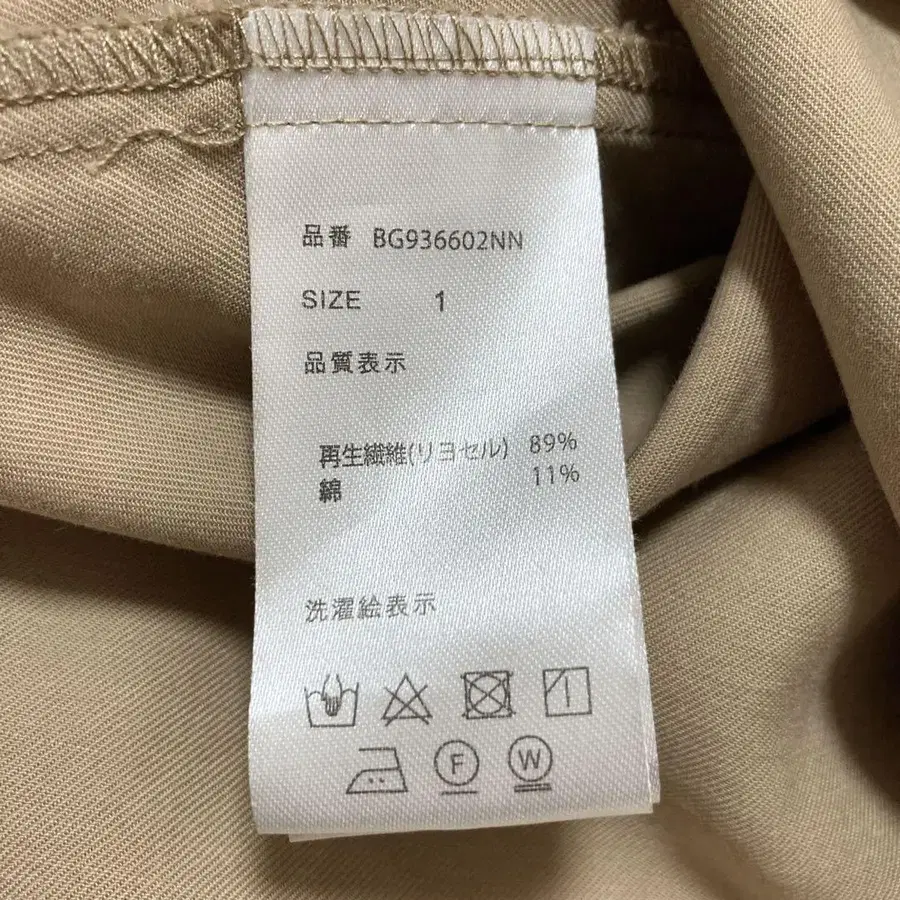 品番 BG936602NN
SIZE 1
品質表示
再生繊維(リヨセル) 89%
綿 11%
洗濯絵表示
F W